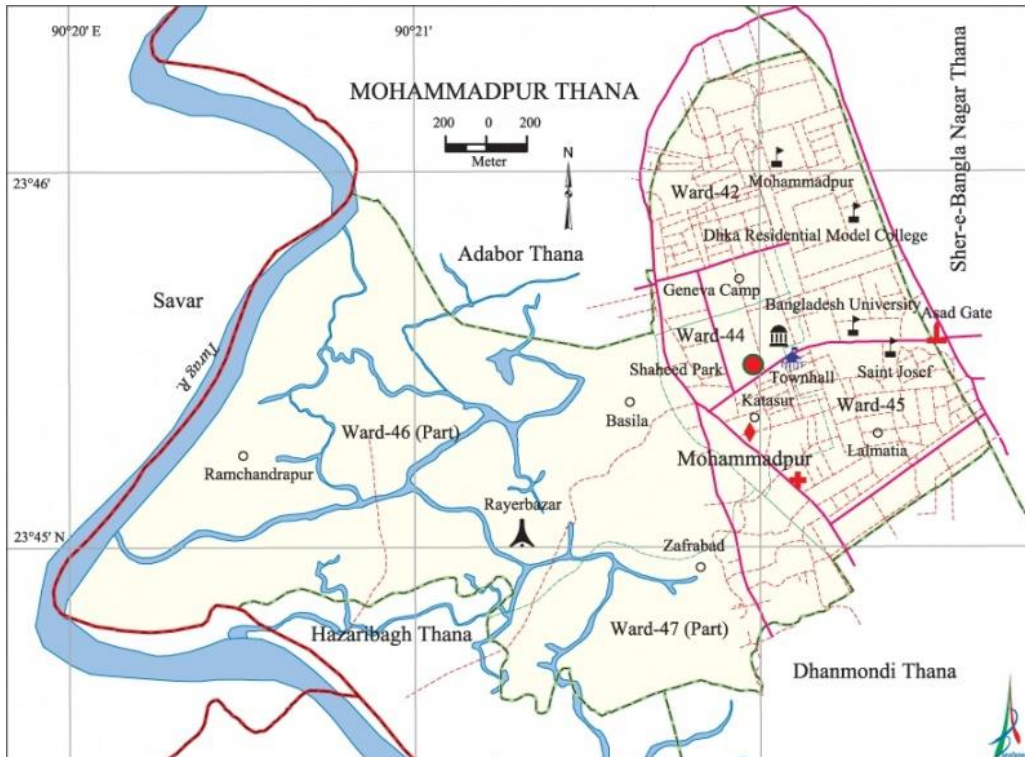 90°20' E
90°21'
MOHAMMADPUR THANA
200 0 200
Meter
N
23°46'
Sher-e-Bangla Nagar Thana
Mohammadpur
Ward-42
Dhka Residential Model College
Adabor Thana
Savar
Turag R.
Geneva Camp
Bangladesh University
Asad Gate
Ward-44
Shaheed Park
Townhall
Saint Josef
Katasur
Ward-45
Basila
Ward-46 (Part)
Lalmatia
Mohammadpur
Ramchandrapur
Rayerbazar
23°45'
Zafrabad
Hazaribagh Thana
Ward-47 (Part)
Dhanmondi Thana